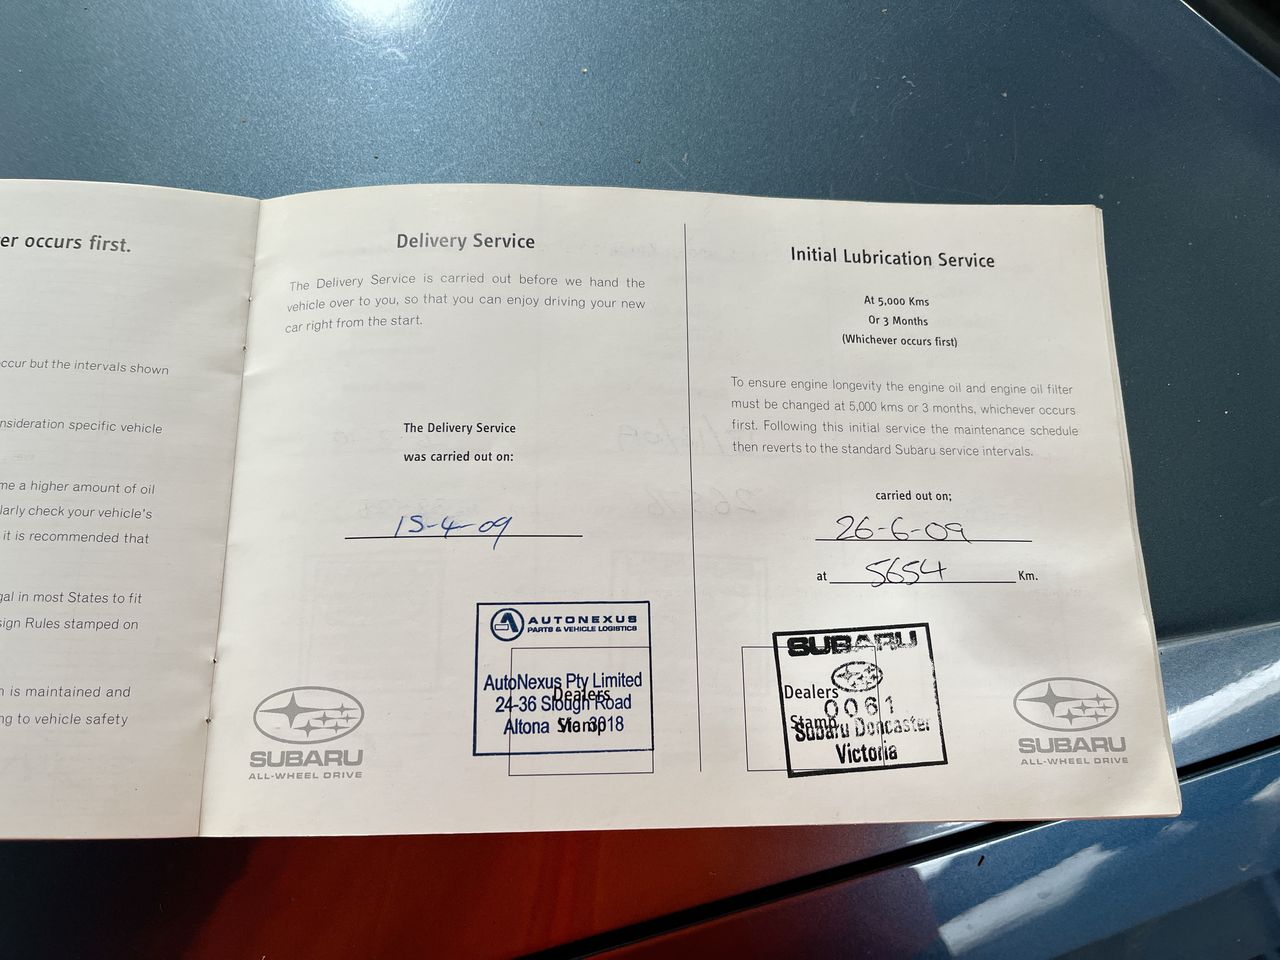 er occurs first.
ccur but the intervals shown
nsideration specific vehicle
me a higher amount of oil
larly check your vehicle's
it is recommended that
gal in most States to fit
sign Rules stamped on
n is maintained and
ng to vehicle safety
Delivery Service
The Delivery Service is carried out before we hand the
vehicle over to you, so that you can enjoy driving your new
car right from the start.
The Delivery Service
was carried out on:
15-4-09
AUTONEXUS
PARTS & VEHICLE LOGISTICS
AutoNexus Pty Limited
24-36 Slough Road
Altona Vic 3018
Dealers
Stamp
SUBARU
ALL-WHEEL DRIVE
Initial Lubrication Service
At 5,000 Kms
Or 3 Months
(Whichever occurs first)
To ensure engine longevity the engine oil and engine oil filter
must be changed at 5,000 kms or 3 months, whichever occurs
first. Following this initial service the maintenance schedule
then reverts to the standard Subaru service intervals.
carried out on;
26-6-09
at 5654 Km.
SUBARU
0061
Subaru Doncaster
Victoria
Dealers
Stamp
SUBARU
ALL-WHEEL DRIVE